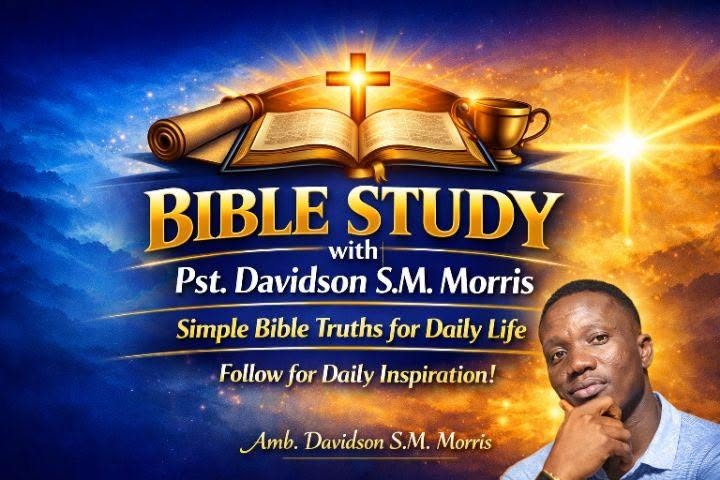 BIBLE STUDY
with
Pst. Davidson S.M. Morris
Simple Bible Truths for Daily Life
Follow for Daily Inspiration!
Amb. Davidson S.M. Morris